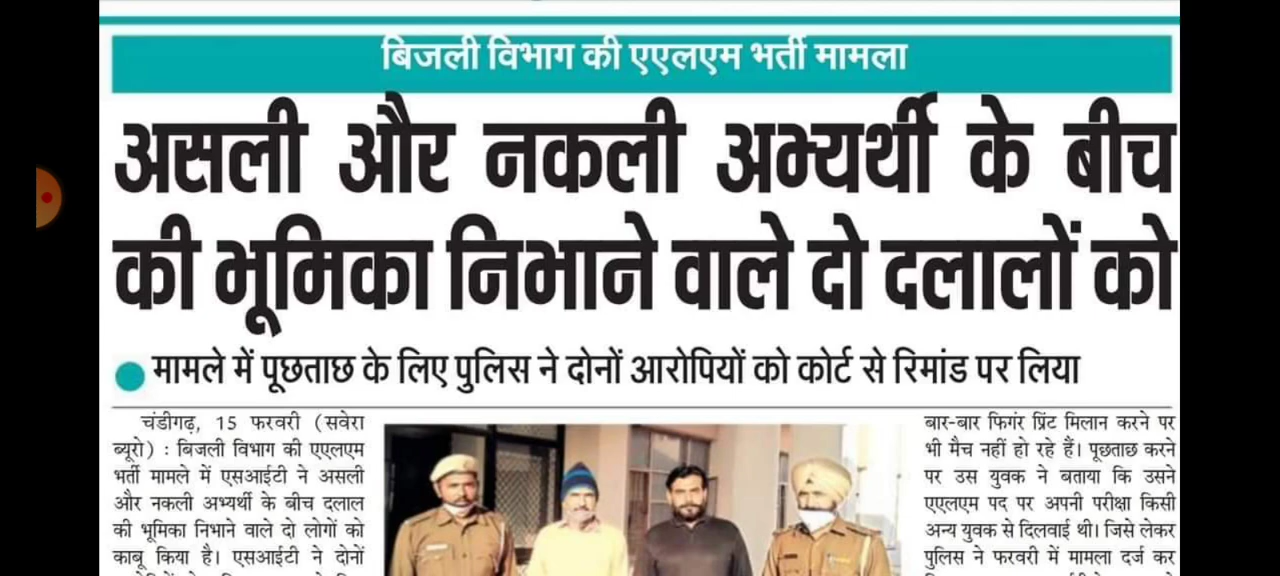 बिजली विभाग की एएलएम भर्ती मामला
असली और नकली अभ्यर्थी के बीच
की भूमिका निभाने वाले दो दलालों को
मामले में पूछताछ के लिए पुलिस ने दोनों आरोपियों को कोर्ट से रिमांड पर लिया
चंडीगढ़, 15 फरवरी (सवेरा
ब्यूरो) : बिजली विभाग की एएलएम
भर्ती मामले में एसआईटी ने असली
और नकली अभ्यर्थी के बीच दलाल
की भूमिका निभाने वाले दो लोगों को
काबू किया है। एसआईटी ने दोनों
बार-बार फिगंर प्रिंट मिलान करने पर
भी मैच नहीं हो रहे हैं। पूछताछ करने
पर उस युवक ने बताया कि उसने
एएलएम पद पर अपनी परीक्षा किसी
अन्य युवक से दिलवाई थी। जिसे लेकर
पुलिस ने फरवरी में मामला दर्ज कर